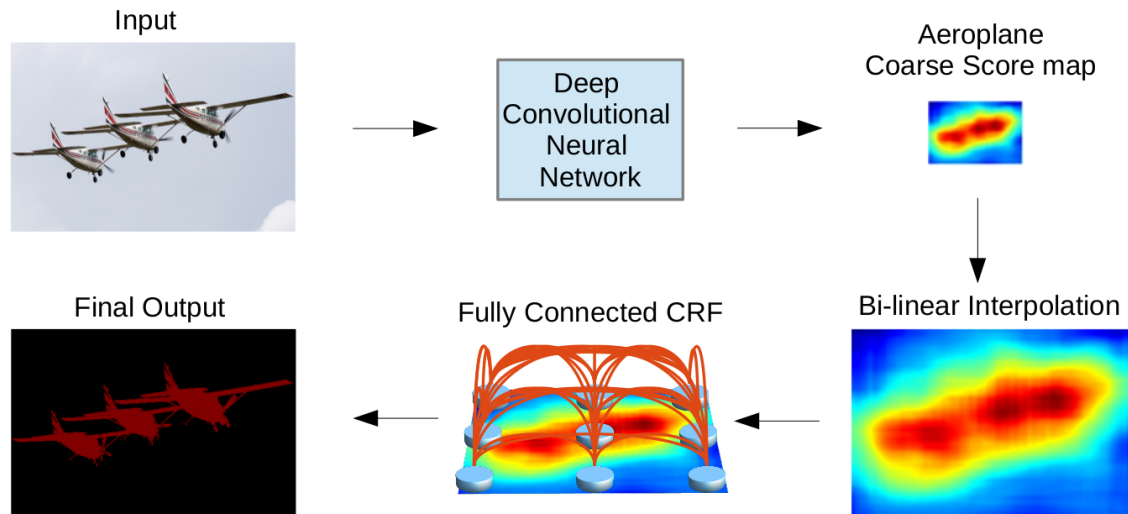 Input
Deep
Convolutional
Neural
Network
Aeroplane
Coarse Score map
Bi-linear Interpolation
Fully Connected CRF
Final Output